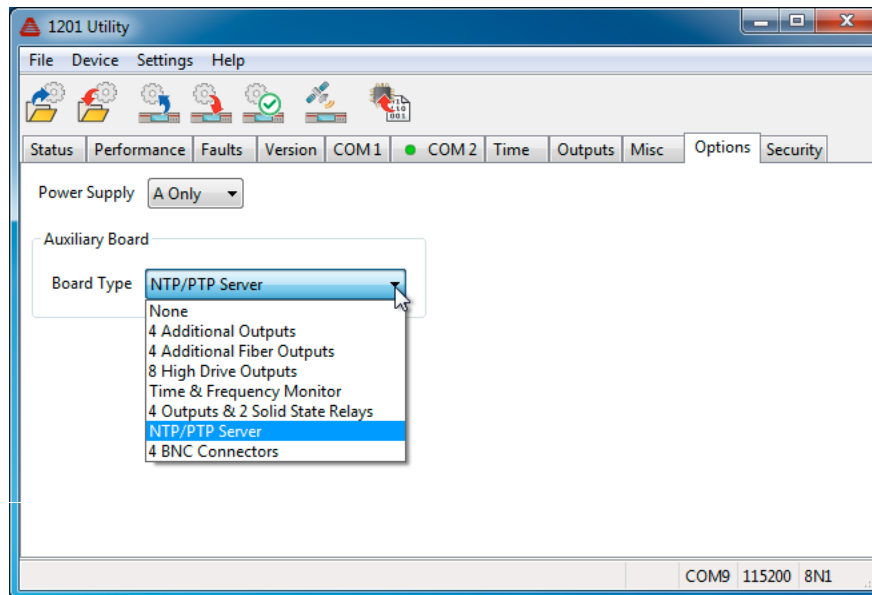 1201 Utility
File Device Settings Help
Status Performance Faults Version COM 1 COM 2 Time Outputs Misc Options Security
Power Supply A Only
Auxiliary Board
Board Type NTP/PTP Server
None
4 Additional Outputs
4 Additional Fiber Outputs
8 High Drive Outputs
Time & Frequency Monitor
4 Outputs & 2 Solid State Relays
NTP/PTP Server
4 BNC Connectors
COM9 115200 8N1